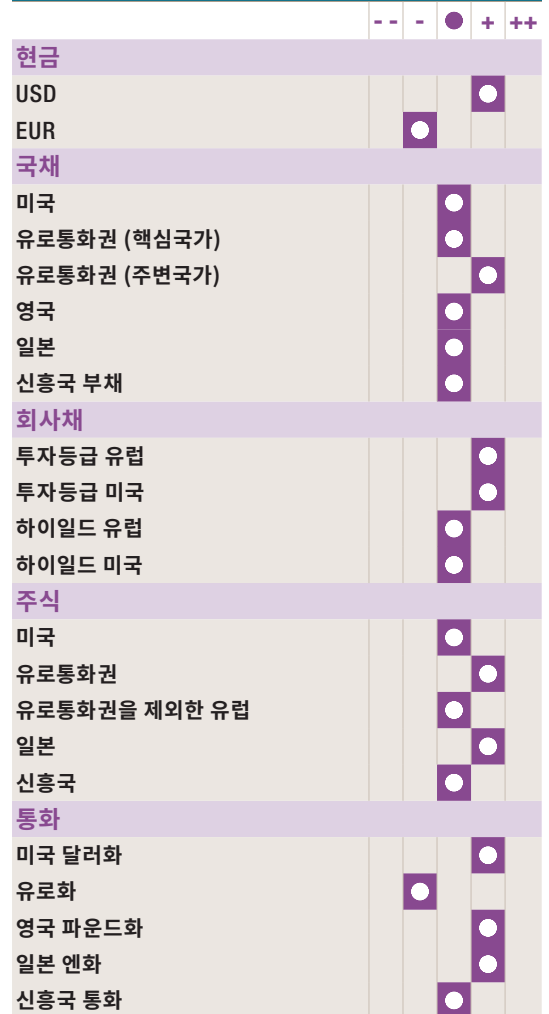 -- - ● + ++
현금
USD
EUR
국채
미국
유로통화권 (핵심국가)
유로통화권 (주변국가)
영국
일본
신흥국 부채
회사채
투자등급 유럽
투자등급 미국
하이일드 유럽
하이일드 미국
주식
미국
유로통화권
유로통화권을 제외한 유럽
일본
신흥국
통화
미국 달러화
유로화
영국 파운드화
일본 엔화
신흥국 통화